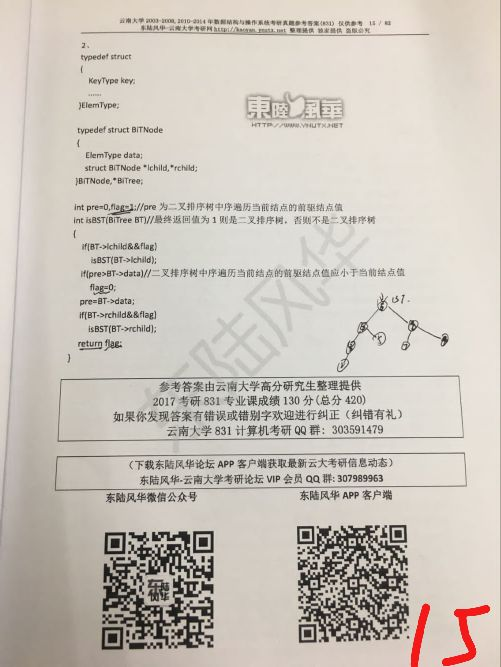 云南大学 2003-2008, 2010-2014 年数据结构与操作系统考研真题参考答案(831) 仅供参考 15 / 82
东陆风华-云南大学考研网 http://kaoyan.ynutx.net 整理提供 独家提供 盗版必究
2、
typedef struct
{
KeyType key;
……
}ElemType;
東陸風華
HTTP://WWW.YNUTX.NET
typedef struct BiTNode
{
ElemType data;
struct BiTNode *lchild,*rchild;
}BiTNode,*BiTree;
int pre=0,flag=1;//pre 为二叉排序树中序遍历当前结点的前驱结点值
int isBST(BiTree BT)//最终返回值为 1 则是二叉排序树，否则不是二叉排序树
{
if(BT->lchild&&flag)
isBST(BT->lchild);
if(pre>BT->data)//二叉排序树中序遍历当前结点的前驱结点值应小于当前结点值
flag=0;
pre=BT->data;
if(BT->rchild&&flag)
isBST(BT->rchild);
return flag;
}
东陆风华
参考答案由云南大学高分研究生整理提供
2017 考研 831 专业课成绩 130 分(总分 420)
如果你发现答案有错误或错别字欢迎进行纠正（纠错有礼）
云南大学 831 计算机考研 QQ 群: 303591479
（下载东陆风华论坛 APP 客户端获取最新云大考研信息动态）
东陆风华-云南大学考研论坛 VIP 会员 QQ 群: 307989963
东陆风华微信公众号
东陆风华 APP 客户端
15